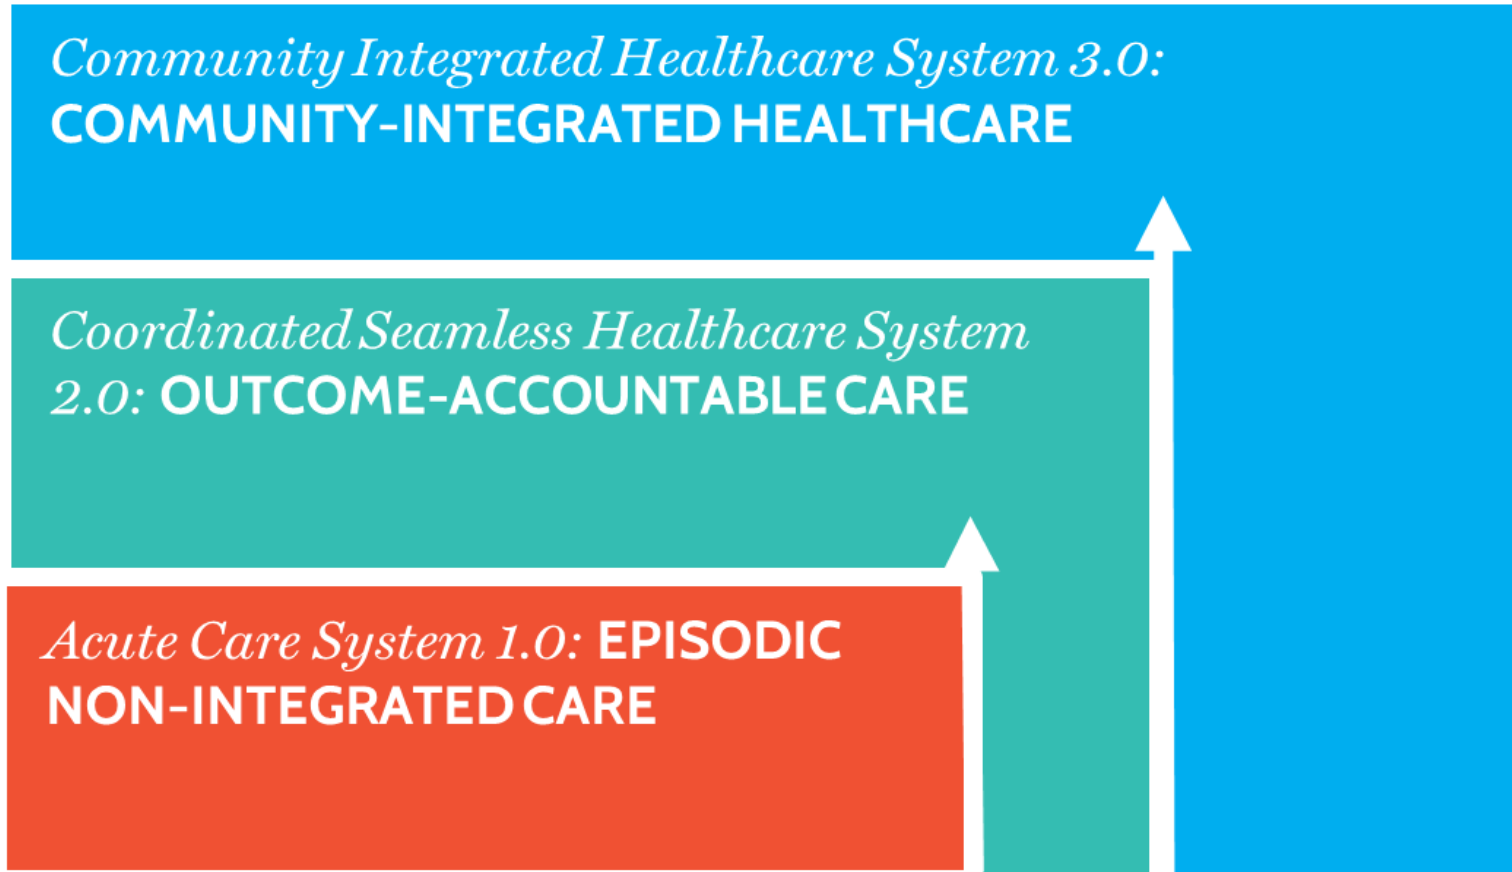 Community Integrated Healthcare System 3.0:
COMMUNITY-INTEGRATED HEALTHCARE
Coordinated Seamless Healthcare System
2.0: OUTCOME-ACCOUNTABLE CARE
Acute Care System 1.0: EPISODIC
NON-INTEGRATED CARE